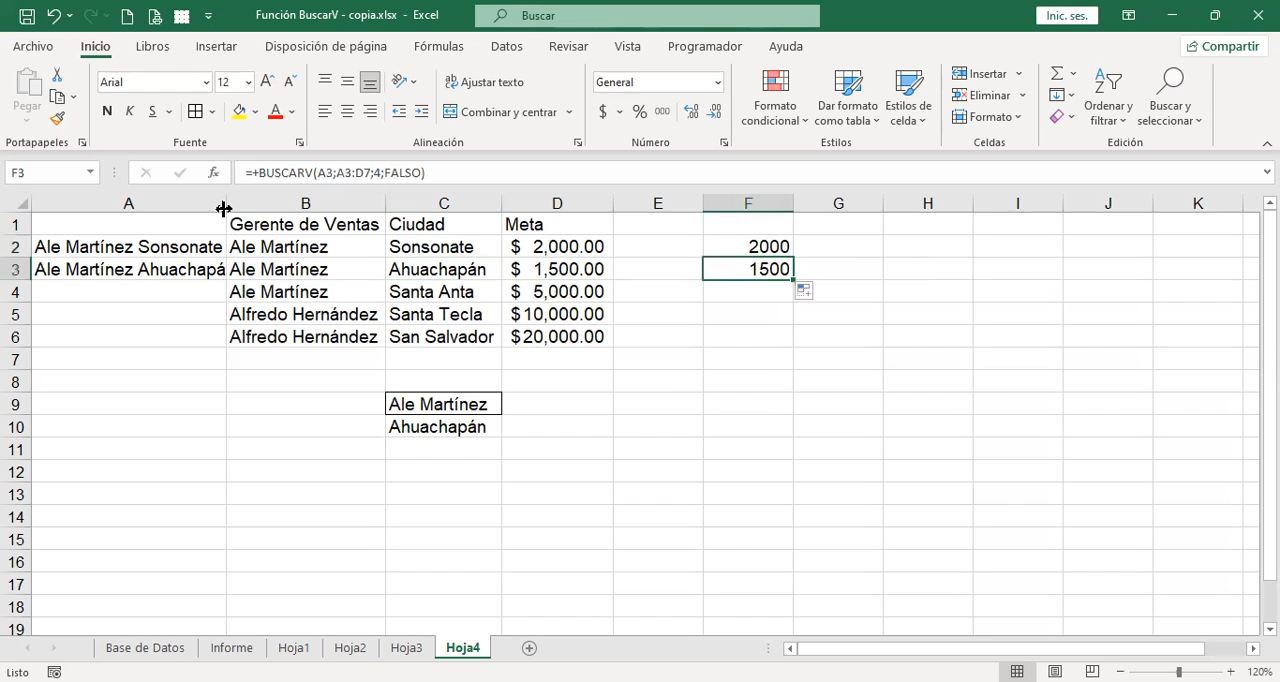 Función BuscarV - copia.xlsx - Excel
Buscar
Inic. ses.
Archivo Inicio Libros Insertar Disposición de página Fórmulas Datos Revisar Vista Programador Ayuda
Compartir
Pegar
Arial 12
N K S
Ajustar texto
Combinar y centrar
General
$ % 000
Formato condicional
Dar formato como tabla
Estilos de celda
Insertar
Eliminar
Formato
Ordenar y filtrar
Buscar y seleccionar
Portapapeles Fuente Alineación Número Estilos Celdas Edición
F3 fx =+BUSCARV(A3;A3:D7;4;FALSO)
A B C D E F G H I J K
1 Gerente de Ventas Ciudad Meta
2 Ale Martínez Sonsonate Ale Martínez Sonsonate $ 2,000.00 2000
3 Ale Martínez Ahuachapá Ale Martínez Ahuachapán $ 1,500.00 1500
4 Ale Martínez Santa Anta $ 5,000.00
5 Alfredo Hernández Santa Tecla $ 10,000.00
6 Alfredo Hernández San Salvador $ 20,000.00
7
8
9 Ale Martínez
10 Ahuachapán
11
12
13
14
15
16
17
18
19
Base de Datos Informe Hoja1 Hoja2 Hoja3 Hoja4
Listo 120%